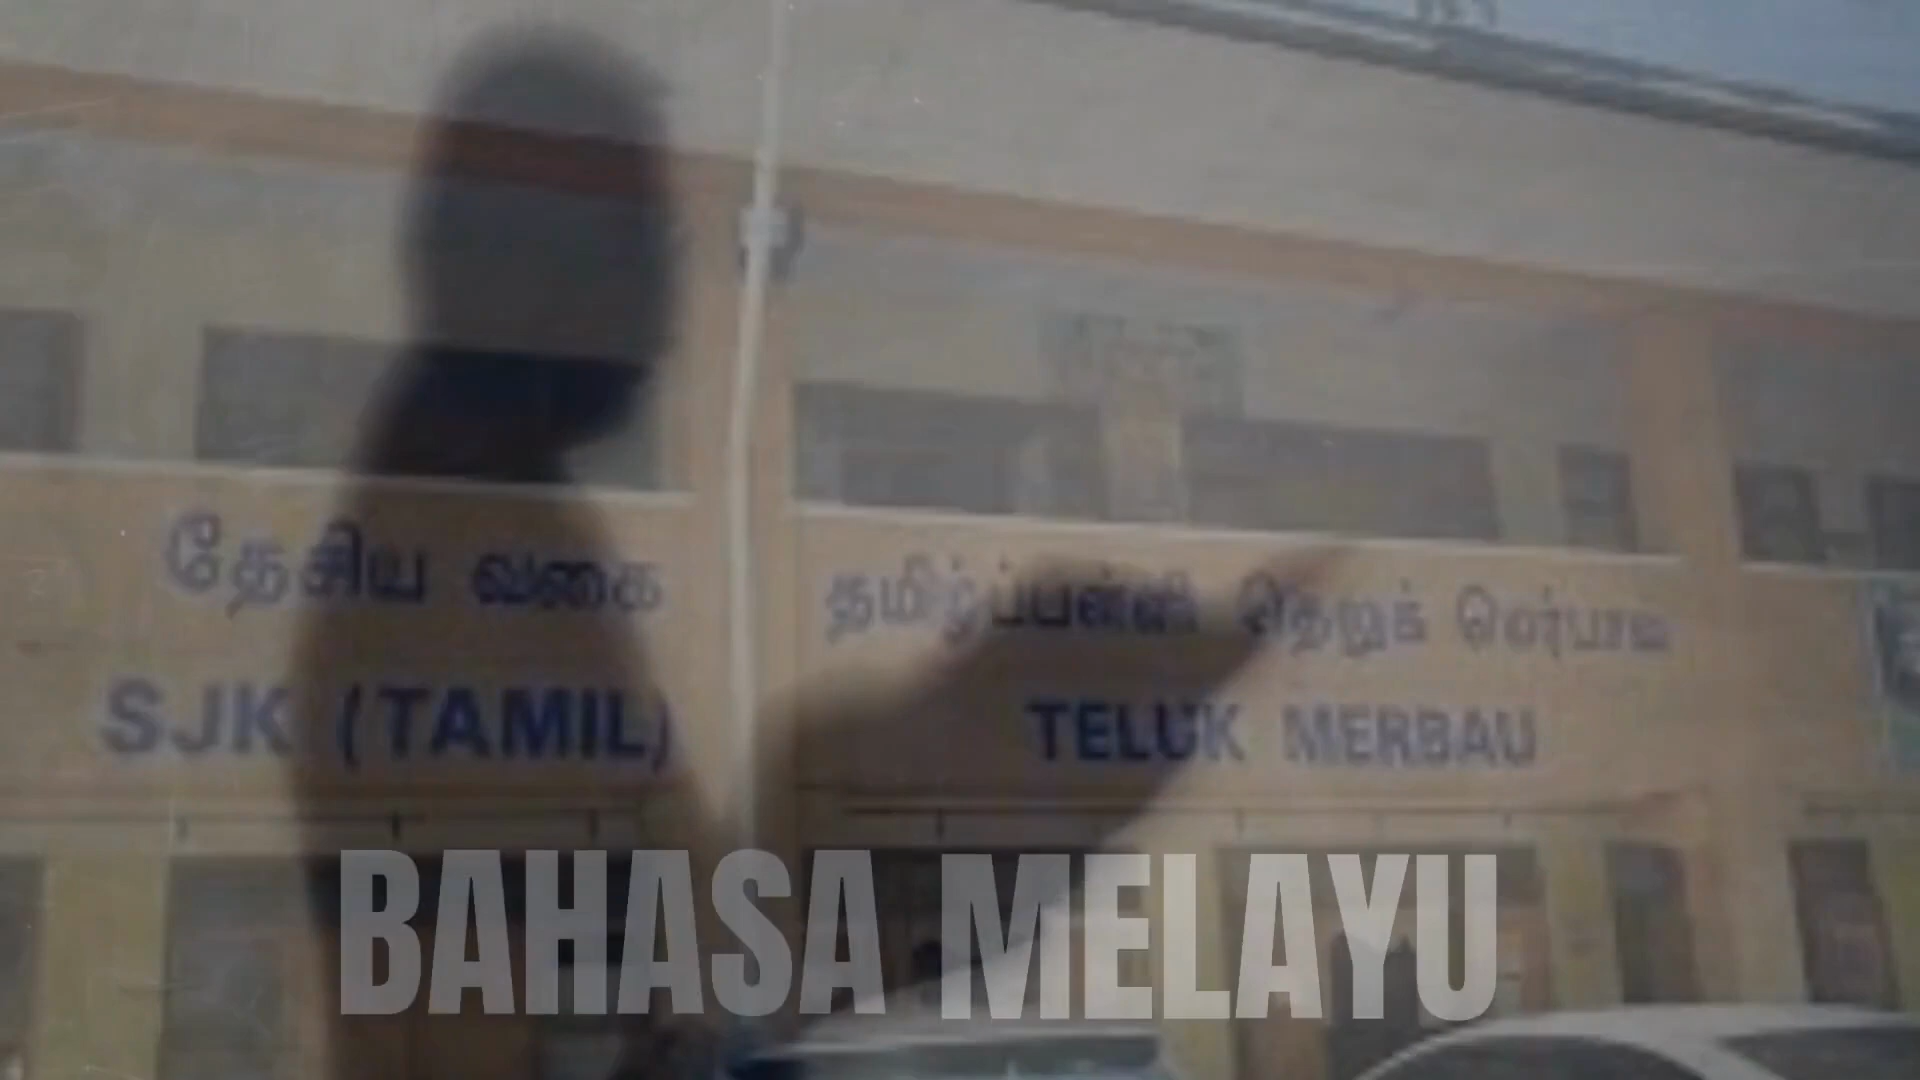 தேசிய வகை தமிழ்ப்பள்ளி தெலுக் மெர்பாவ்
SJK (TAMIL) TELUK MERBAU
BAHASA MELAYU